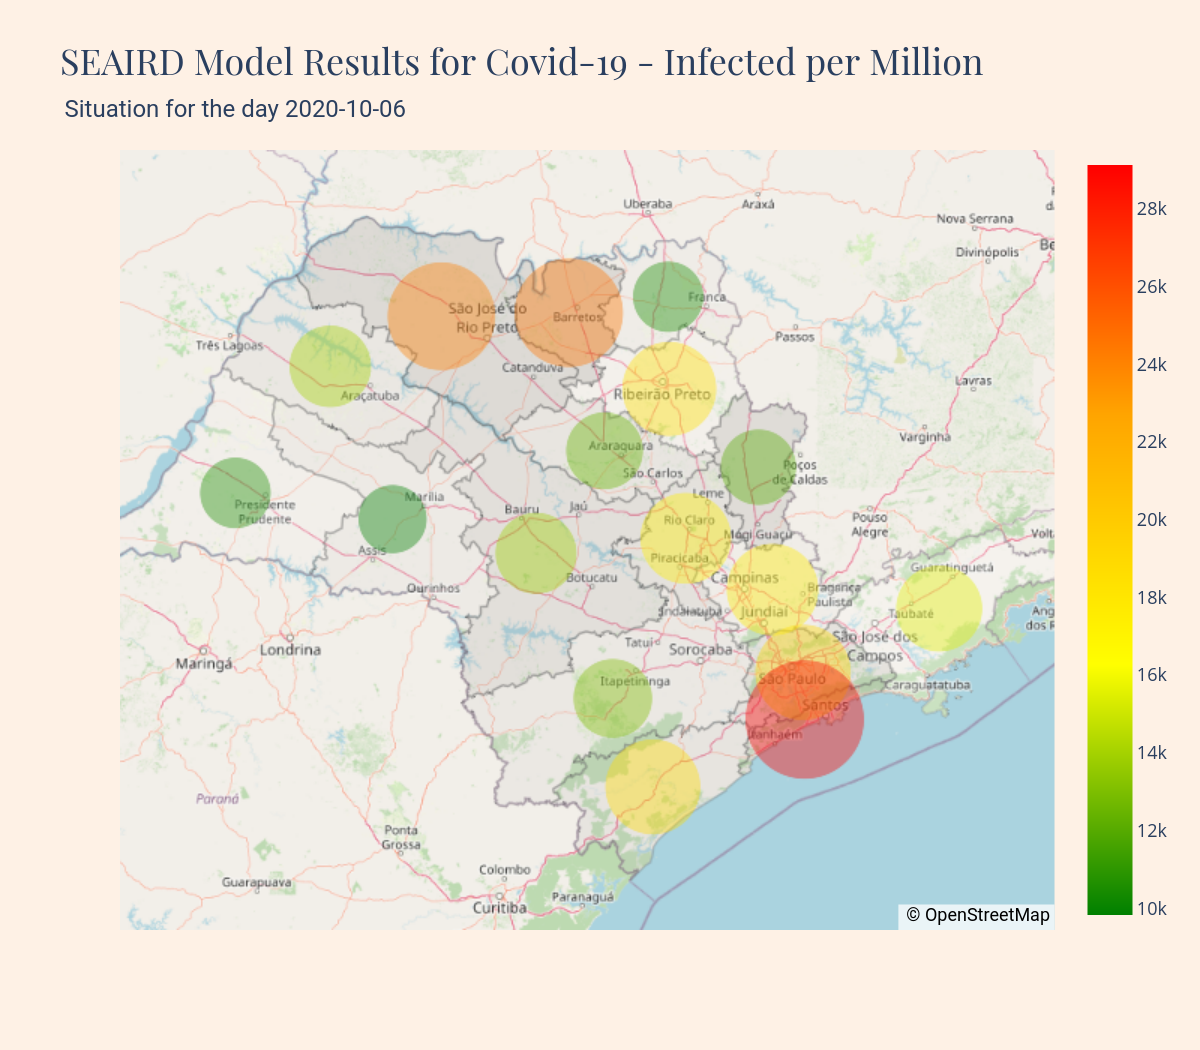 SEAIRD Model Results for Covid-19 - Infected per Million
Situation for the day 2020-10-06
Uberaba
Araxá
Nova Serrana
Divinópolis
28k
26k
Franca
São José do
Rio Preto
Barretos
Passos
Três Lagoas
24k
Catanduva
Lavras
Araçatuba
Ribeirão Preto
22k
Varginha
Araraquara
São Carlos
Poços
de Caldas
Marília
Leme
Presidente
Prudente
Bauru
Jaú
Rio Claro
Pouso
Alegre
20k
Mogi Guaçu
Assis
Piracicaba
Guaratinguetá
Ourinhos
Botucatu
Campinas
Bragança
Paulista
18k
Indaiatuba
Jundiaí
Taubaté
Londrina
Maringá
Tatuí
Sorocaba
São José dos
Campos
16k
Itapetininga
São Paulo
Caraguatatuba
Santos
Itanhaém
14k
Paraná
12k
Ponta
Grossa
Colombo
Guarapuava
Paranaguá
Curitiba
10k
© OpenStreetMap